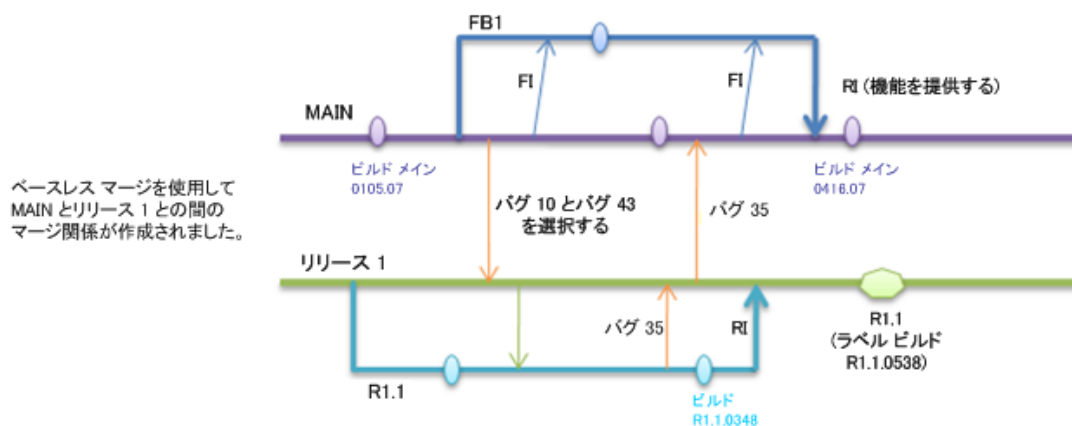 FB1
FI
FI
RI (機能を提供する)
MAIN
ビルド メイン
0105.07
ビルド メイン
0416.07
ベースレス マージを使用して
MAIN とリリース 1 との間の
マージ関係が作成されました。
バグ 10 とバグ 43
を選択する
バグ 35
リリース 1
バグ 35
RI
R1.1
(ラベル ビルド
R1.1.0538)
R1.1
ビルド
R1.1.0348